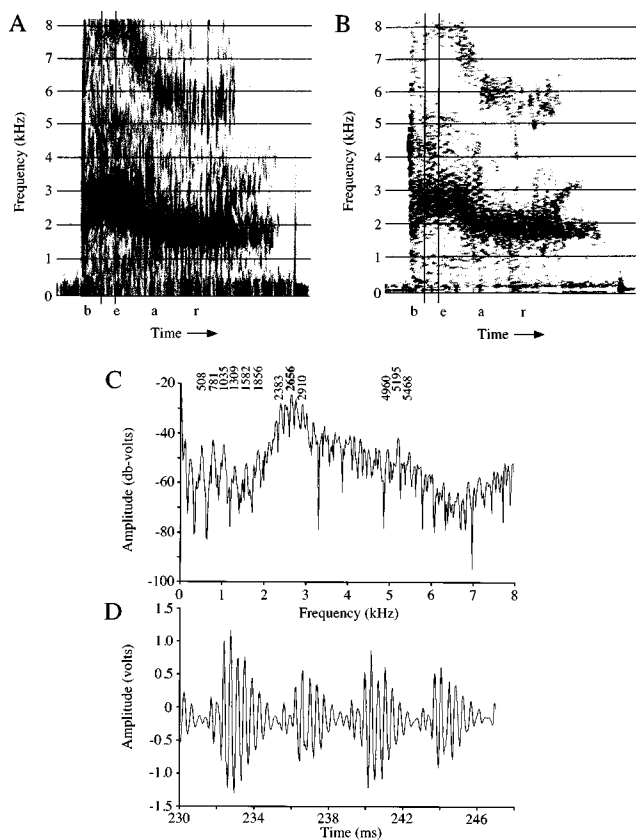 A
B
8
7
6
5
4
3
2
1
0
Frequency (kHz)
b e a r
Time →
8
7
6
5
4
3
2
1
0
Frequency (kHz)
b e a r
Time →
C
508
781
1035
1309
1582
1856
2383
2656
2910
4960
5195
5468
-20
-40
-60
-80
-100
Amplitude (db-volts)
0 1 2 3 4 5 6 7 8
Frequency (kHz)
D
1.5
1.0
0.5
0
-0.5
-1.0
-1.5
Amplitude (volts)
230 234 238 242 246
Time (ms)